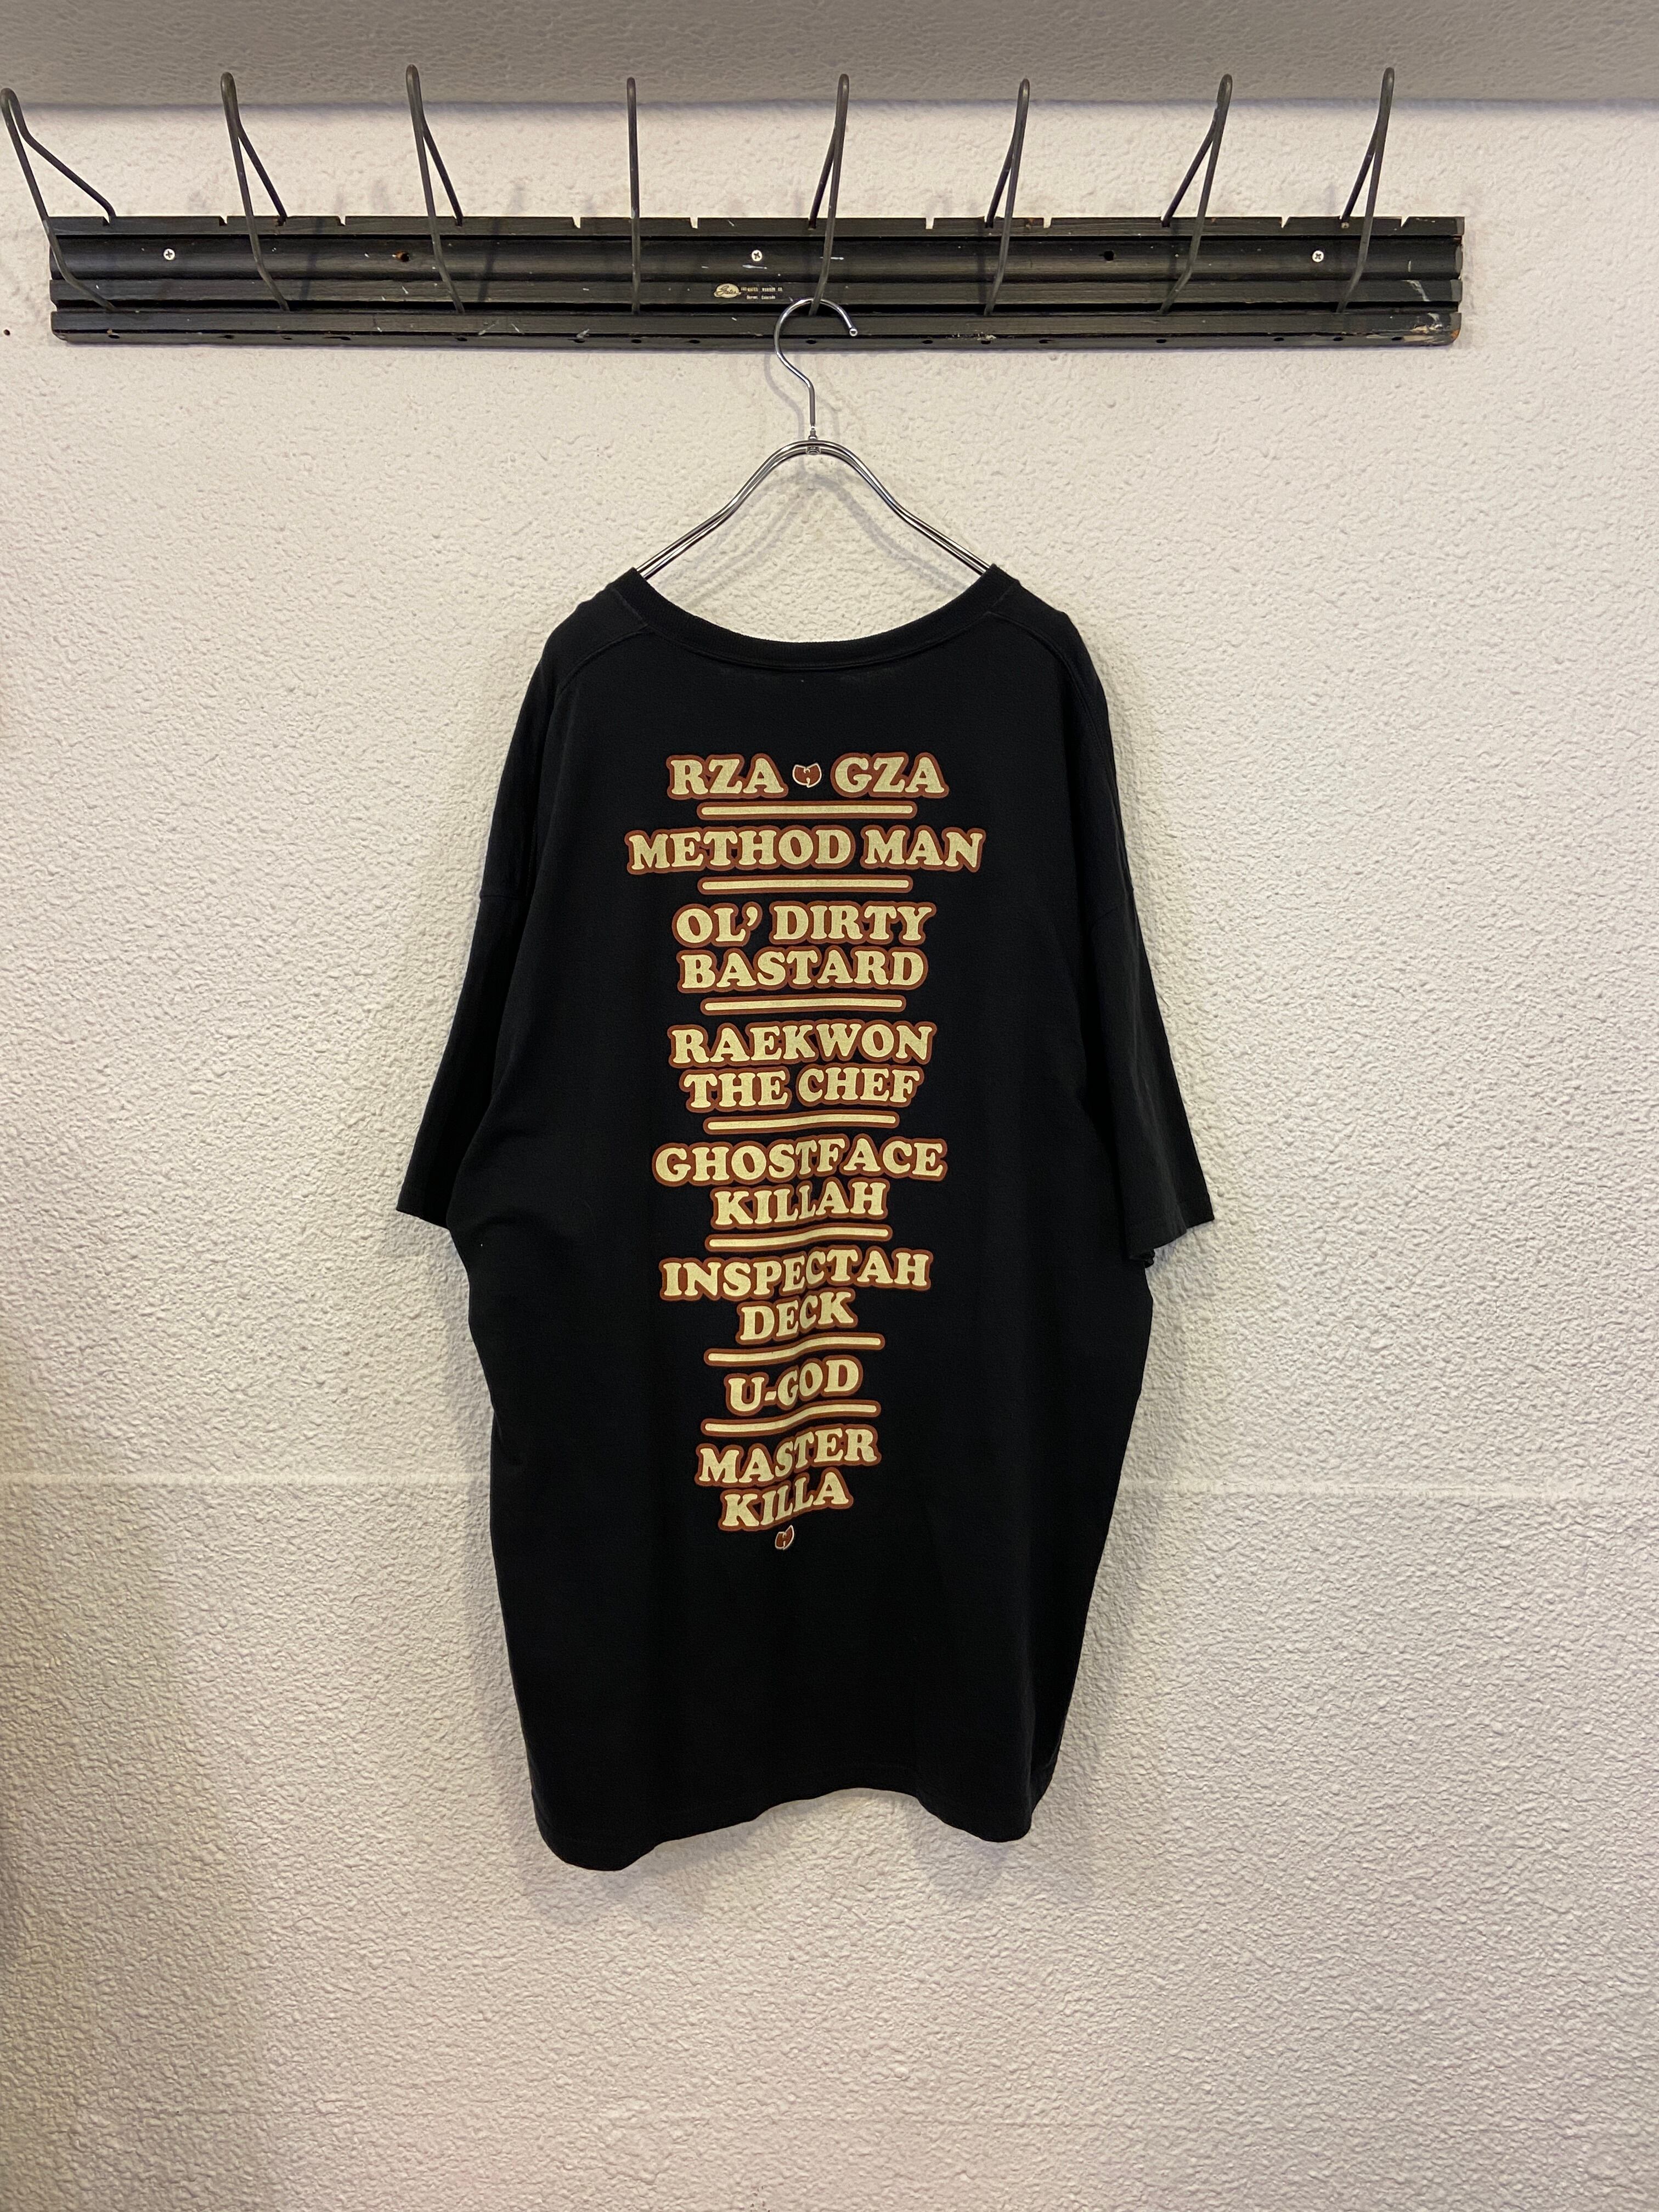 RZA GZA
METHOD MAN
OL' DIRTY
BASTARD
RAEKWON
THE CHEF
GHOSTFACE
KILLAH
INSPECTAH
DECK
U-GOD
MASTER
KILLA